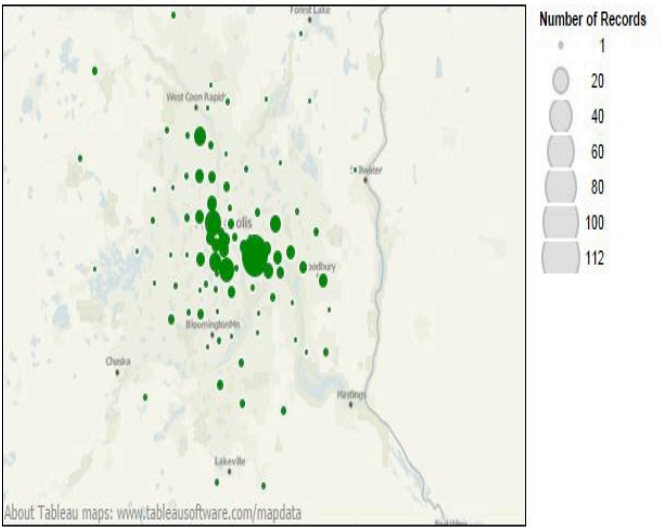 Forest Lake
Number of Records
1
West Coon Rapids
20
40
60
80
100
112
olis
oodbury
BloomingtonMn
Chaska
Hastings
Lakeville
About Tableau maps: www.tableausoftware.com/mapdata